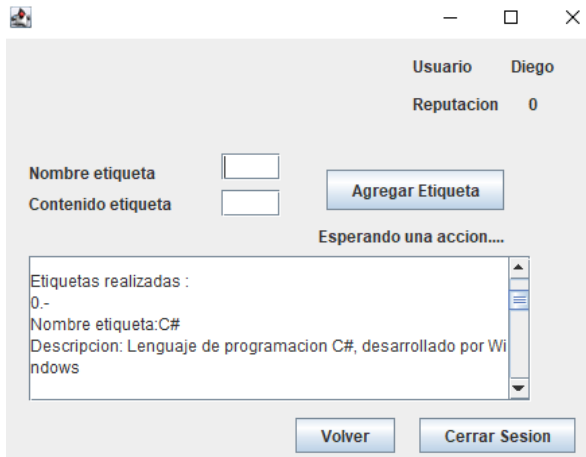 Usuario Diego
Reputacion 0
Nombre etiqueta
Agregar Etiqueta
Contenido etiqueta
Esperando una accion....
Etiquetas realizadas :
0.-
Nombre etiqueta:C#
Descripcion: Lenguaje de programacion C#, desarrollado por Wi
ndows
Volver Cerrar Sesion